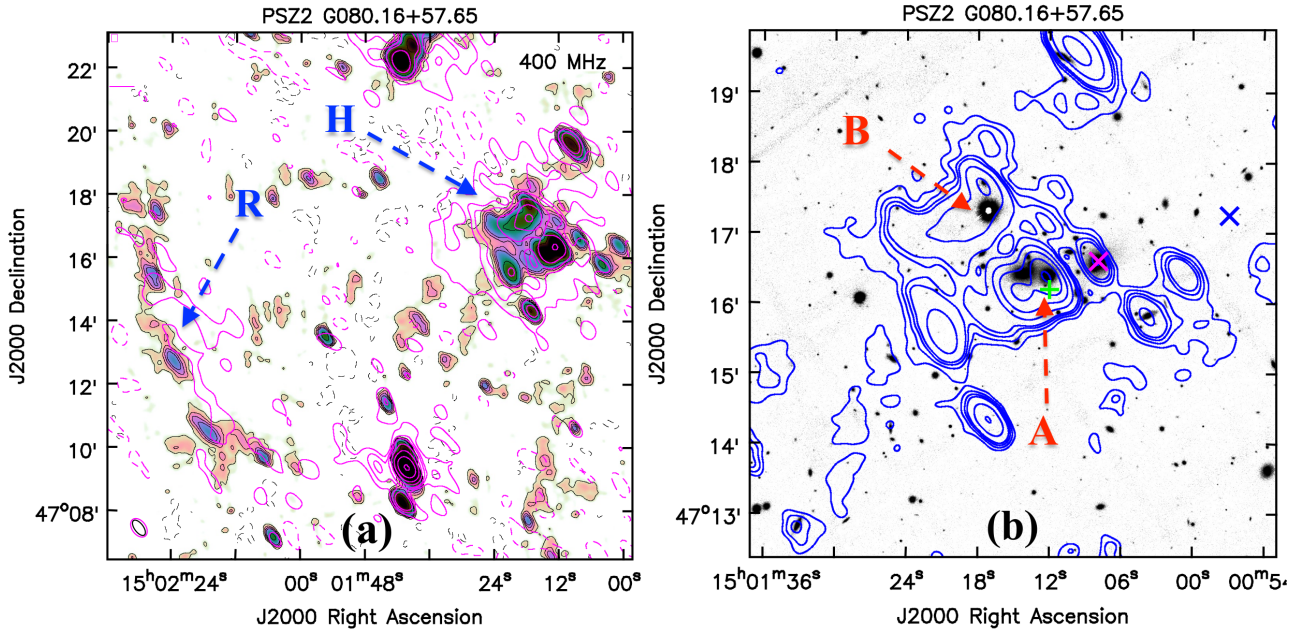 PSZ2 G080.16+57.65
400 MHz
H
R
(a)
22'
20'
18'
16'
14'
12'
10'
47°08'
J2000 Declination
15ʰ02ᵐ24ˢ
00ˢ
01ᵐ48ˢ
24ˢ
12ˢ
00ˢ
J2000 Right Ascension
PSZ2 G080.16+57.65
B
A
(b)
19'
18'
17'
16'
15'
14'
47°13'
J2000 Declination
15ʰ01ᵐ36ˢ
24ˢ
18ˢ
12ˢ
06ˢ
00ˢ
00ᵐ54
J2000 Right Ascension